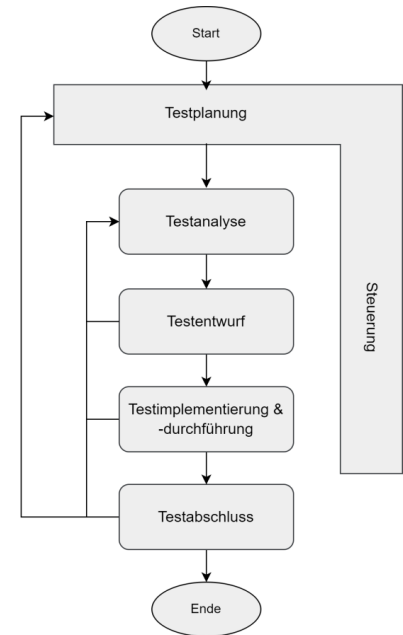 Start
Testplanung
Testanalyse
Steuerung
Testentwurf
Testimplementierung &
-durchführung
Testabschluss
Ende